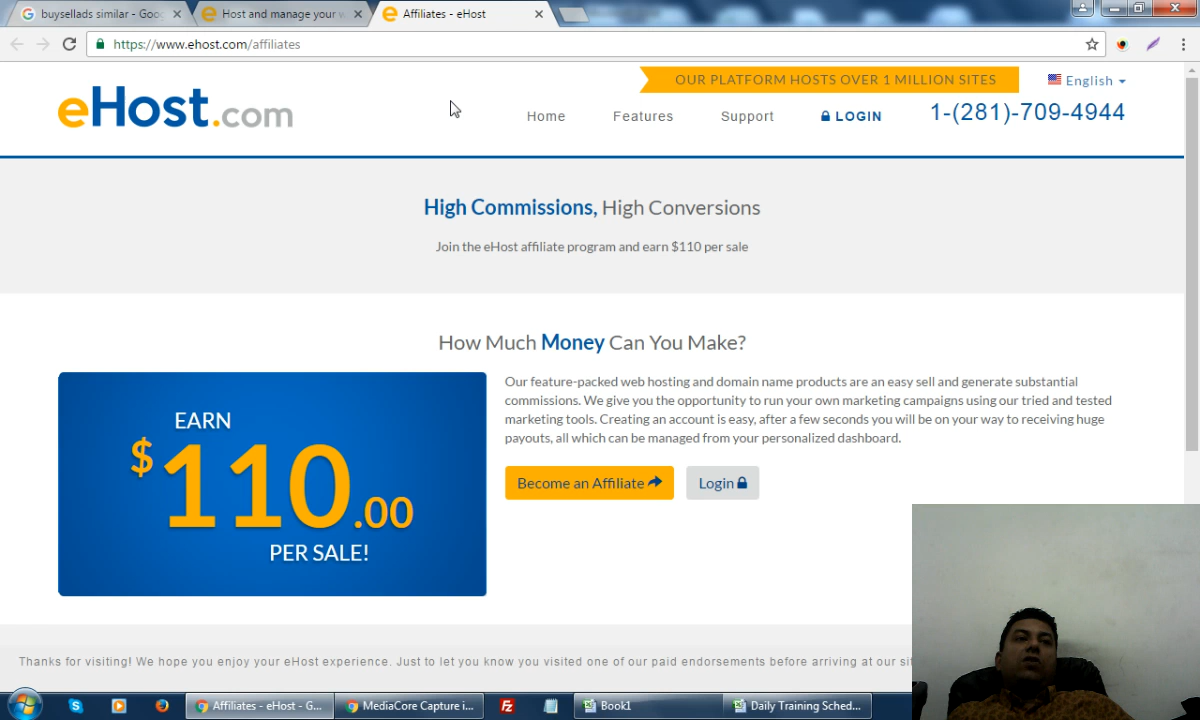 buysellads similar - Goo
Host and manage your w
Affiliates - eHost
https://www.ehost.com/affiliates
OUR PLATFORM HOSTS OVER 1 MILLION SITES
English
eHost.com
Home
Features
Support
LOGIN
1-(281)-709-4944
High Commissions, High Conversions
Join the eHost affiliate program and earn $110 per sale
How Much Money Can You Make?
EARN
$110.00
PER SALE!
Our feature-packed web hosting and domain name products are an easy sell and generate substantial
commissions. We give you the opportunity to run your own marketing campaigns using our tried and tested
marketing tools. Creating an account is easy, after a few seconds you will be on your way to receiving huge
payouts, all which can be managed from your personalized dashboard.
Become an Affiliate
Login
Thanks for visiting! We hope you enjoy your eHost experience. Just to let you know you visited one of our paid endorsements before arriving at our sit
Affiliates - eHost - G...
MediaCore Capture i...
Book1
Daily Training Sched...